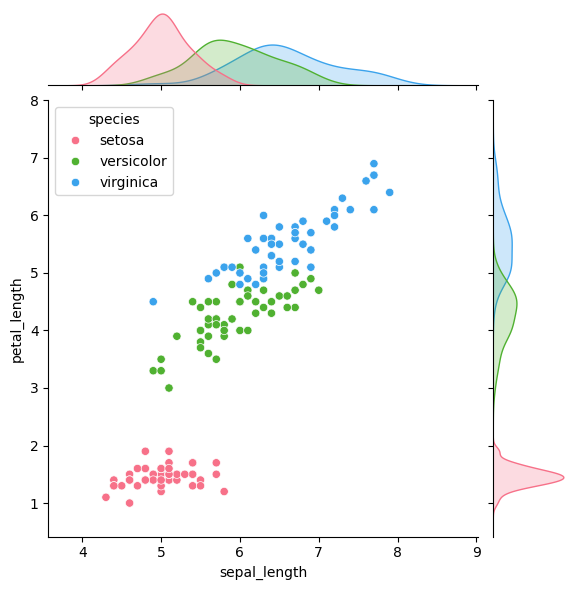 species
setosa
versicolor
virginica
8
7
6
5
4
3
2
1
petal_length
4 5 6 7 8 9
sepal_length